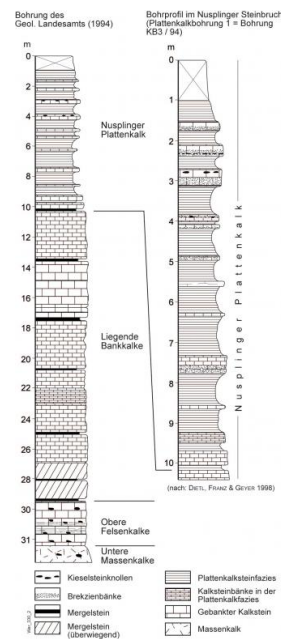 Bohrung des
Geol. Landesamts (1994)
Bohrprofil im Nusplinger Steinbruch
(Plattenkalkbohrung 1 = Bohrung
KB3 / 94)
m
0
2
4
6
8
10
12
14
16
18
20
22
24
26
28
30
31
Nusplinger
Plattenkalk
Liegende
Bankkalke
Obere
Felsenkalke
Untere
Massenkalke
m
0
1
2
3
4
5
6
7
8
9
10
Nusplinger Plattenkalk
(nach: DIETL, FRANZ & GEYER 1998)
Kieselsteinknollen
Brekzienbänke
Mergelstein
Mergelstein
(überwiegend)
Plattenkalksteinfazies
Kalksteinbänke in der
Plattenkalkfazies
Gebankter Kalkstein
Massenkalk